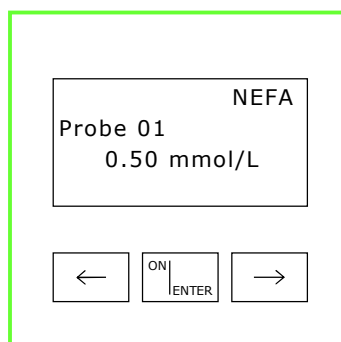 NEFA
Probe 01
0.50 mmol/L
← ON ENTER →